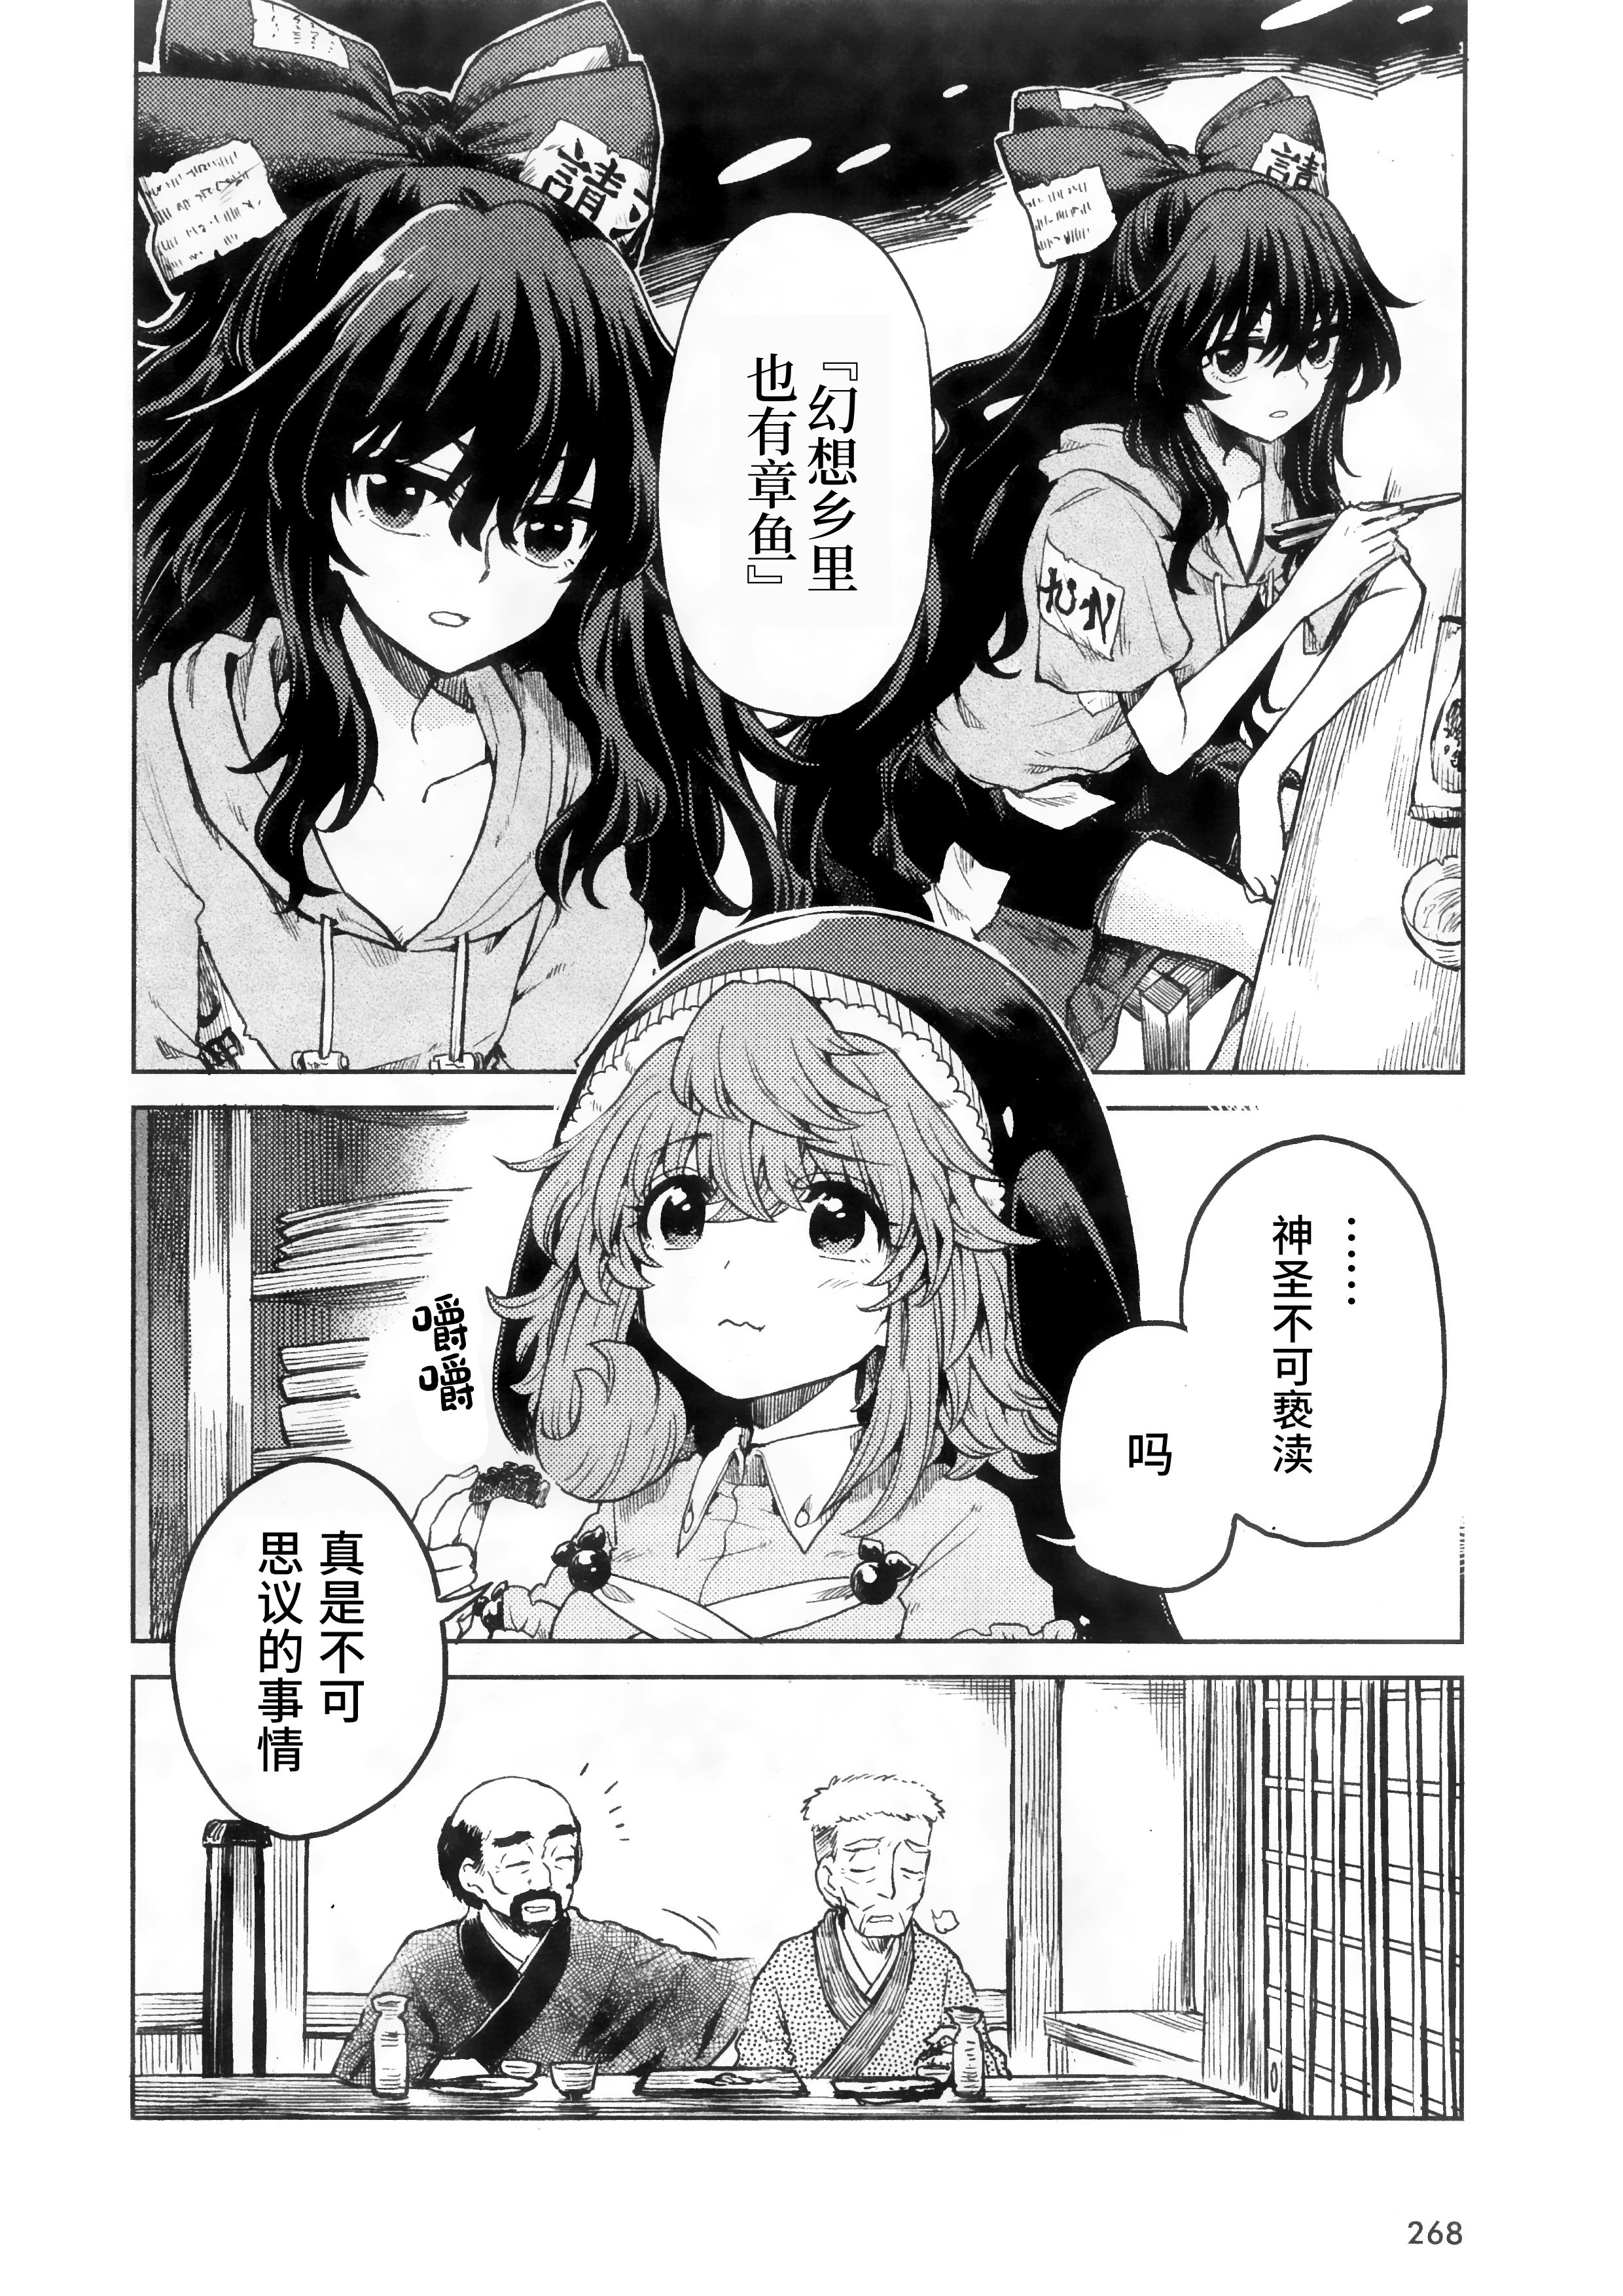 請
請
『幻想乡里
也有章鱼』
……
神圣不可亵渎
吗
嚼嚼
真是不可
思议的事情
268